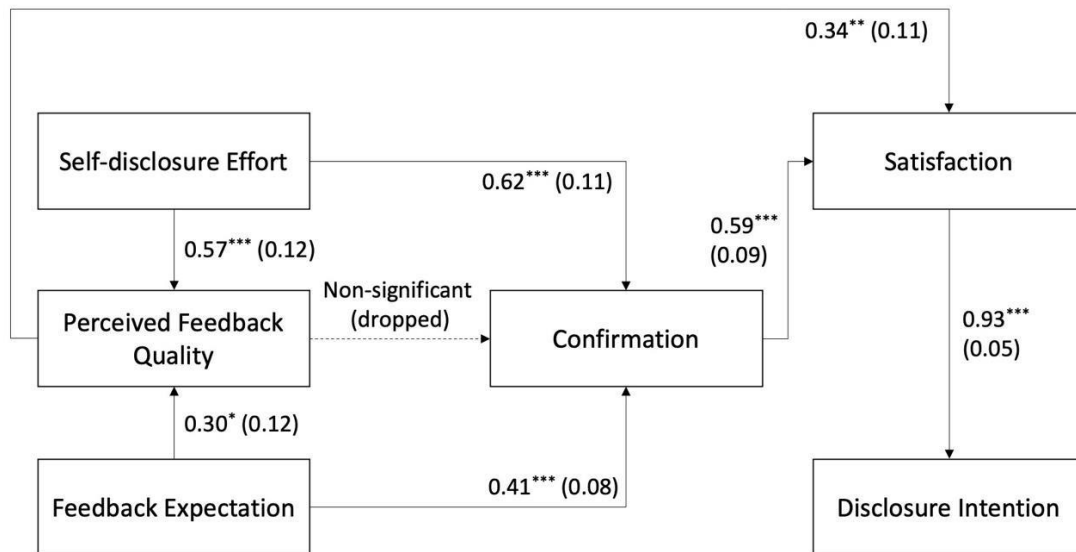 0.34** (0.11)
Self-disclosure Effort
Satisfaction
0.62*** (0.11)
0.59***
(0.09)
0.57*** (0.12)
Non-significant
(dropped)
Perceived Feedback
Quality
Confirmation
0.93***
(0.05)
0.30* (0.12)
0.41*** (0.08)
Feedback Expectation
Disclosure Intention